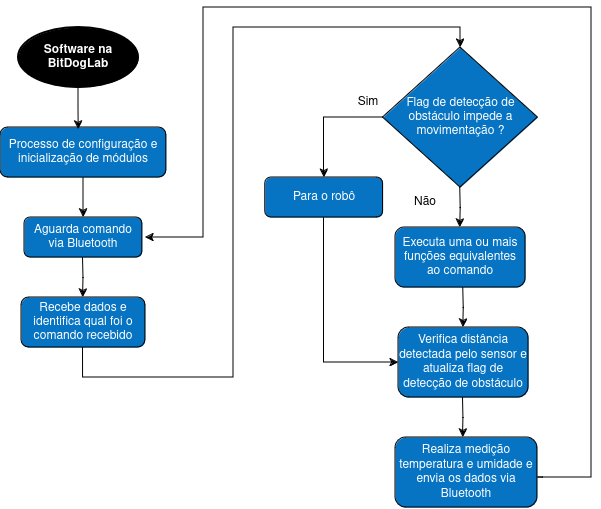 Software na
BitDogLab
Processo de configuração e
inicialização de módulos
Aguarda comando
via Bluetooth
Recebe dados e
identifica qual foi o
comando recebido
Flag de detecção de
obstáculo impede a
movimentação ?
Sim
Para o robô
Não
Executa uma ou mais
funções equivalentes
ao comando
Verifica distância
detectada pelo sensor e
atualiza flag de
detecção de obstáculo
Realiza medição
temperatura e umidade e
envia os dados via
Bluetooth